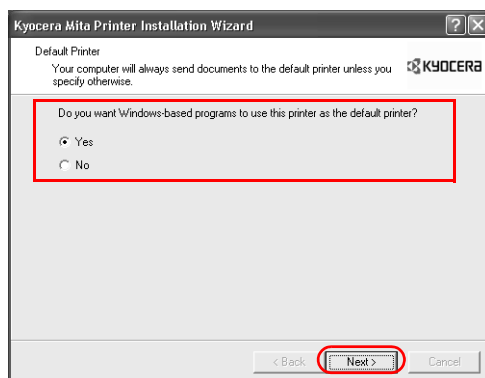 Kyocera Mita Printer Installation Wizard
Default Printer
Your computer will always send documents to the default printer unless you
specify otherwise.
KYOCERA
Do you want Windows-based programs to use this printer as the default printer?
Yes
No
< Back
Next >
Cancel